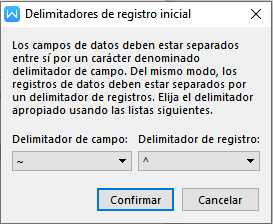 Delimitadores de registro inicial
Los campos de datos deben estar separados
entre sí por un carácter denominado
delimitador de campo. Del mismo modo, los
registros de datos deben estar separados por
un delimitador de registros. Elija el delimitador
apropiado usando las listas siguientes.
Delimitador de campo: Delimitador de registro:
~ ^
Confirmar Cancelar